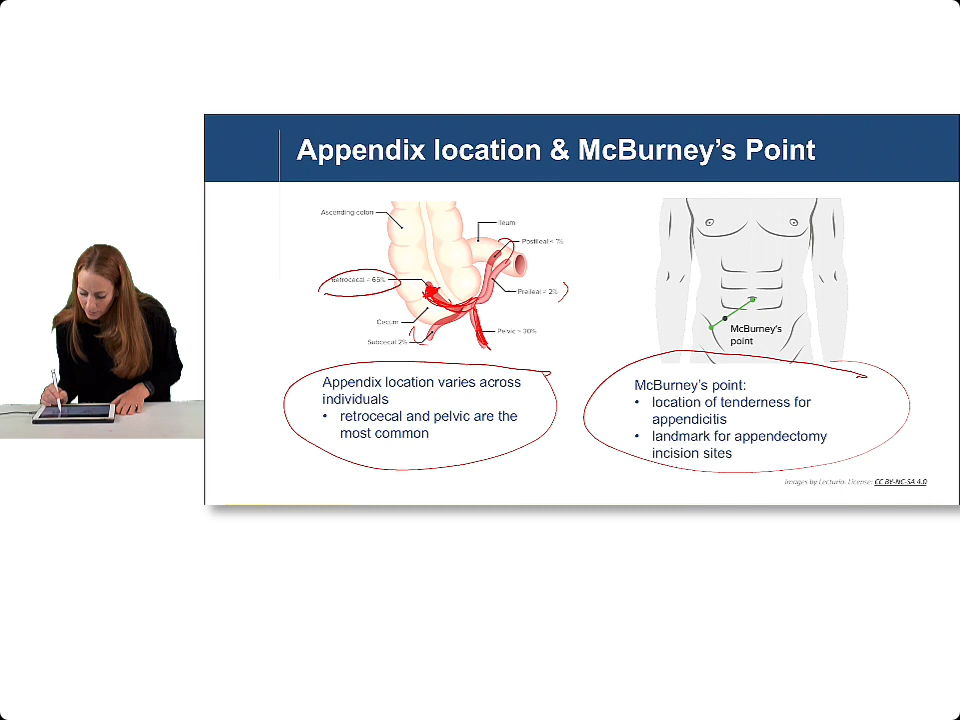 Appendix location & McBurney's Point
Ascending colon
Ileum
Postileal < 1%
Retrocecal ≈ 65%
Preileal ≈ 2%
Cecum
Pelvic ≈ 30%
Subcecal 2%
McBurney's
point
Appendix location varies across
individuals
• retrocecal and pelvic are the
most common
McBurney's point:
• location of tenderness for
appendicitis
• landmark for appendectomy
incision sites
Images by Lecturio. License: CC BY-NC-SA 4.0